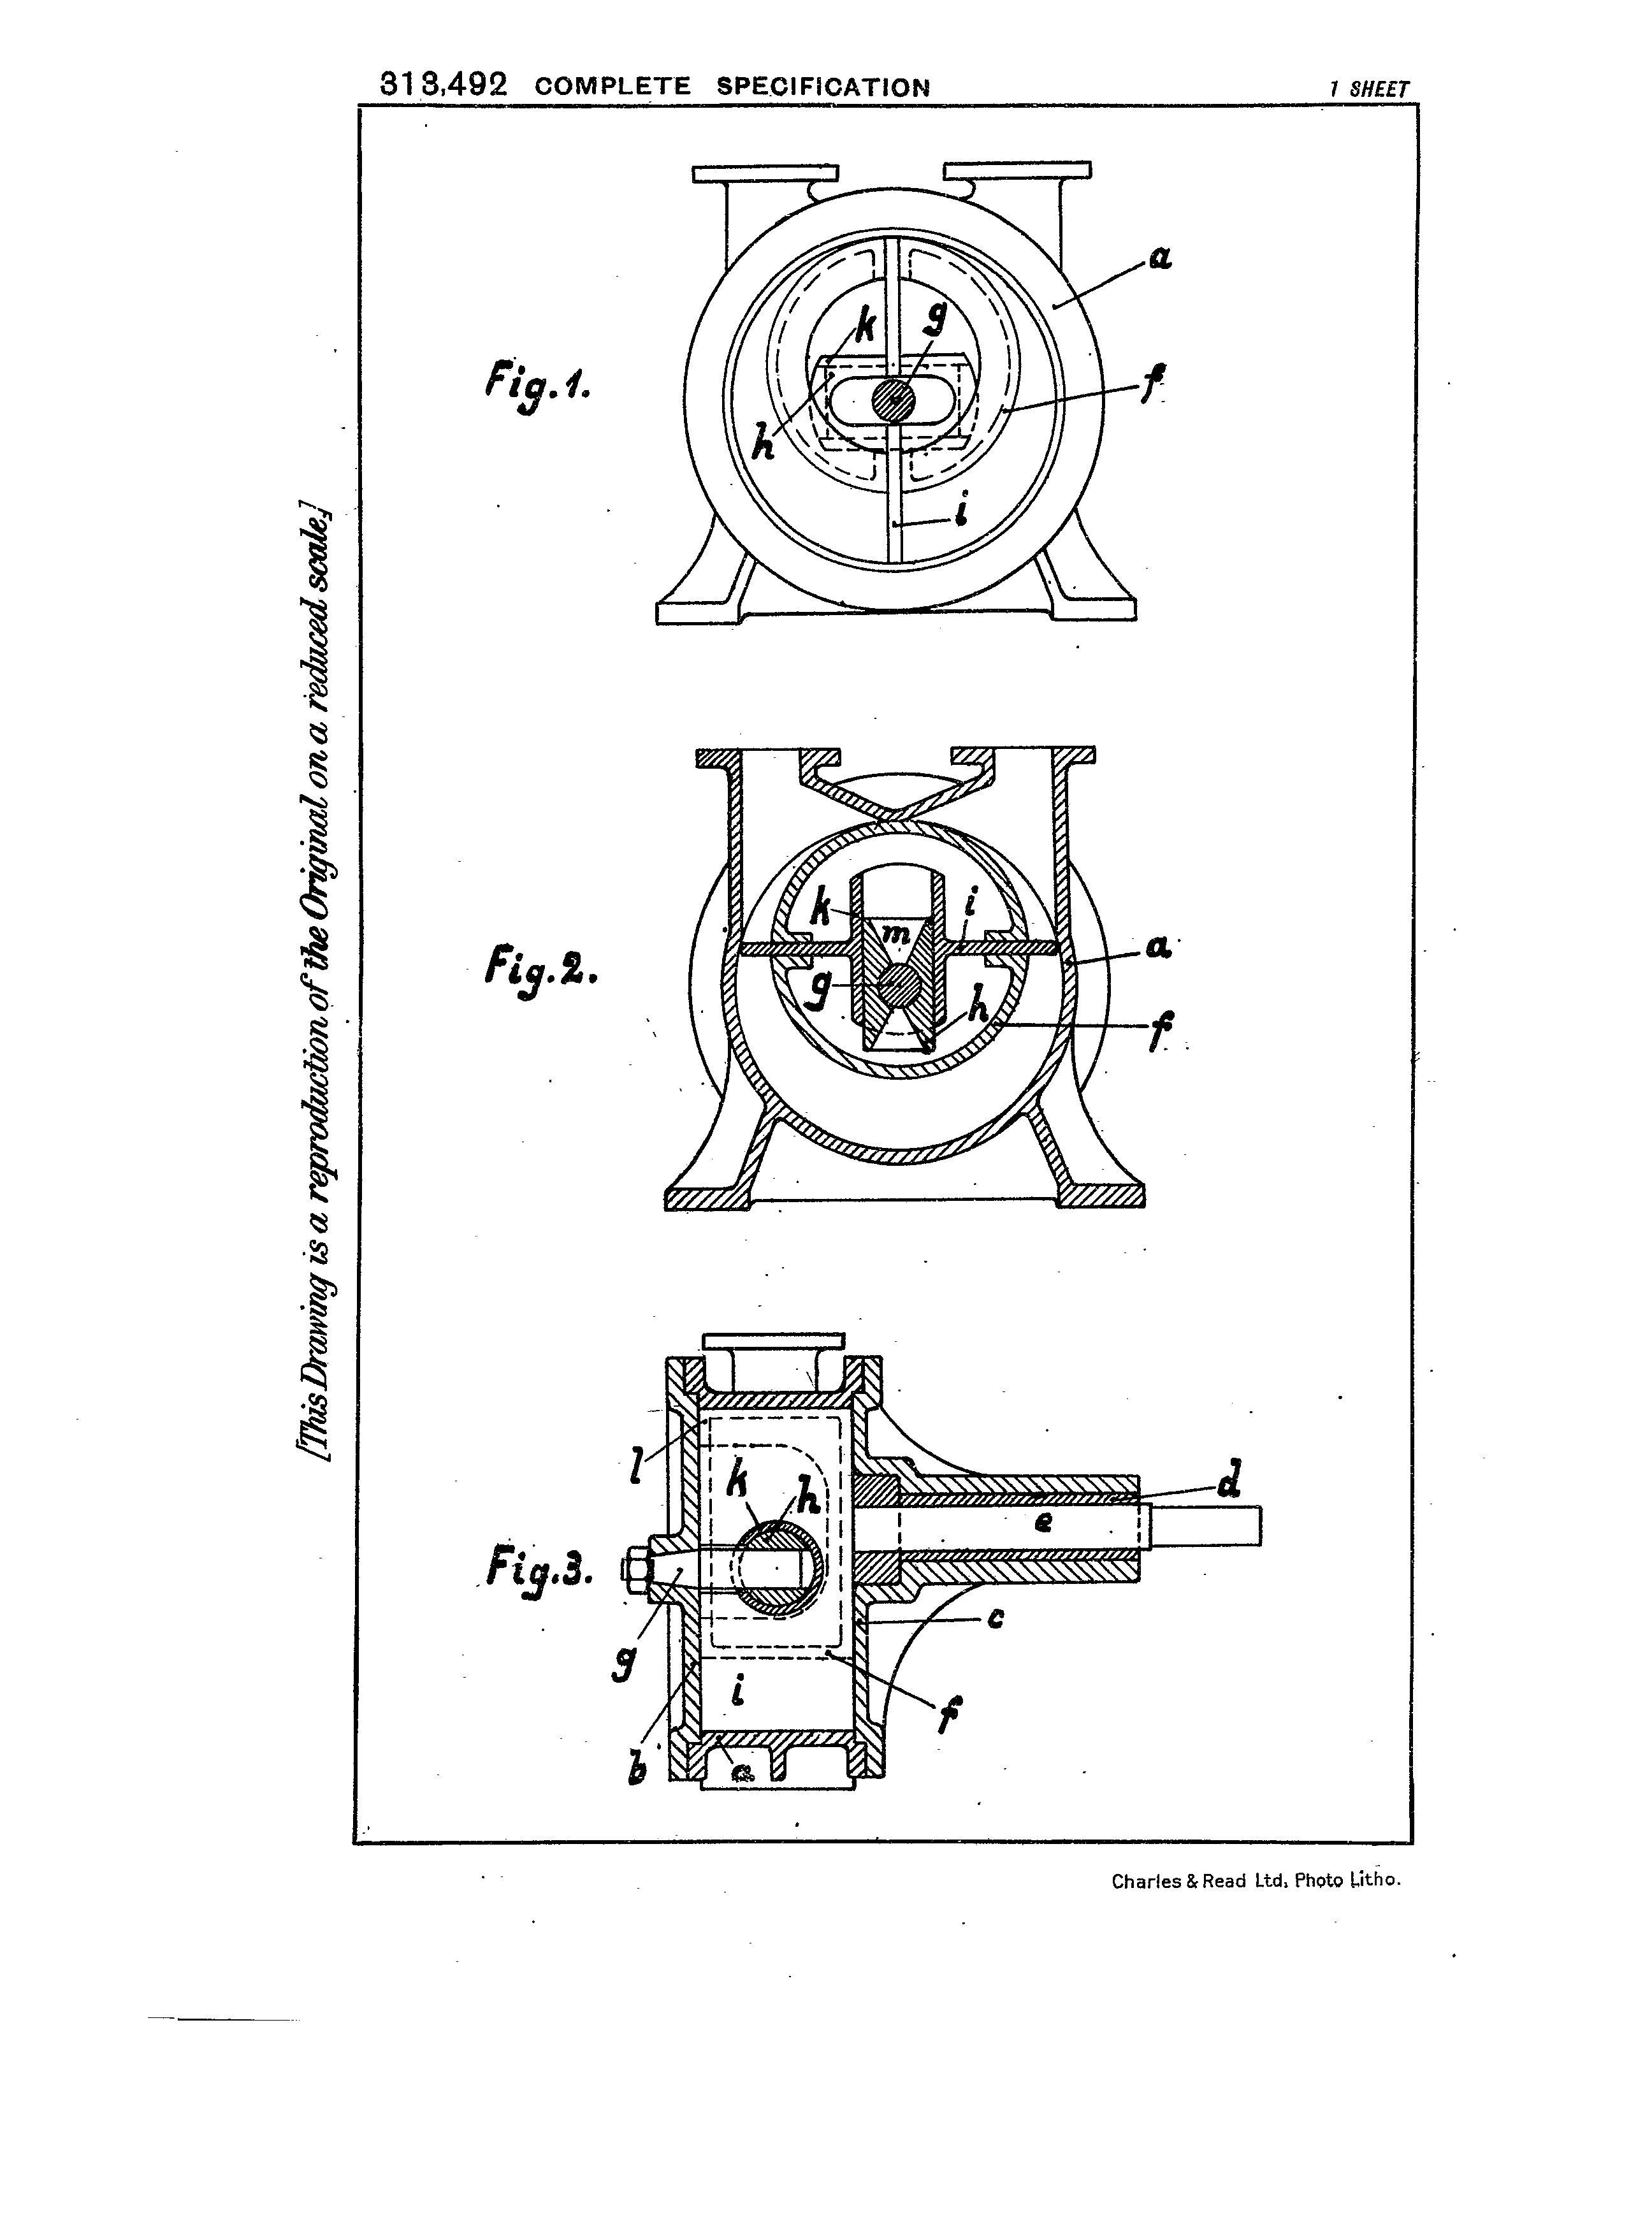 313,492 COMPLETE SPECIFICATION
1 SHEET
[This Drawing is a reproduction of the Original on a reduced scale.]
Fig.1.
a
k
g
f
h
i
Fig.2.
k
i
m
a
g
h
f
Fig.3.
l
k
h
d
e
c
g
i
f
b
a
Charles & Read Ltd, Photo Litho.